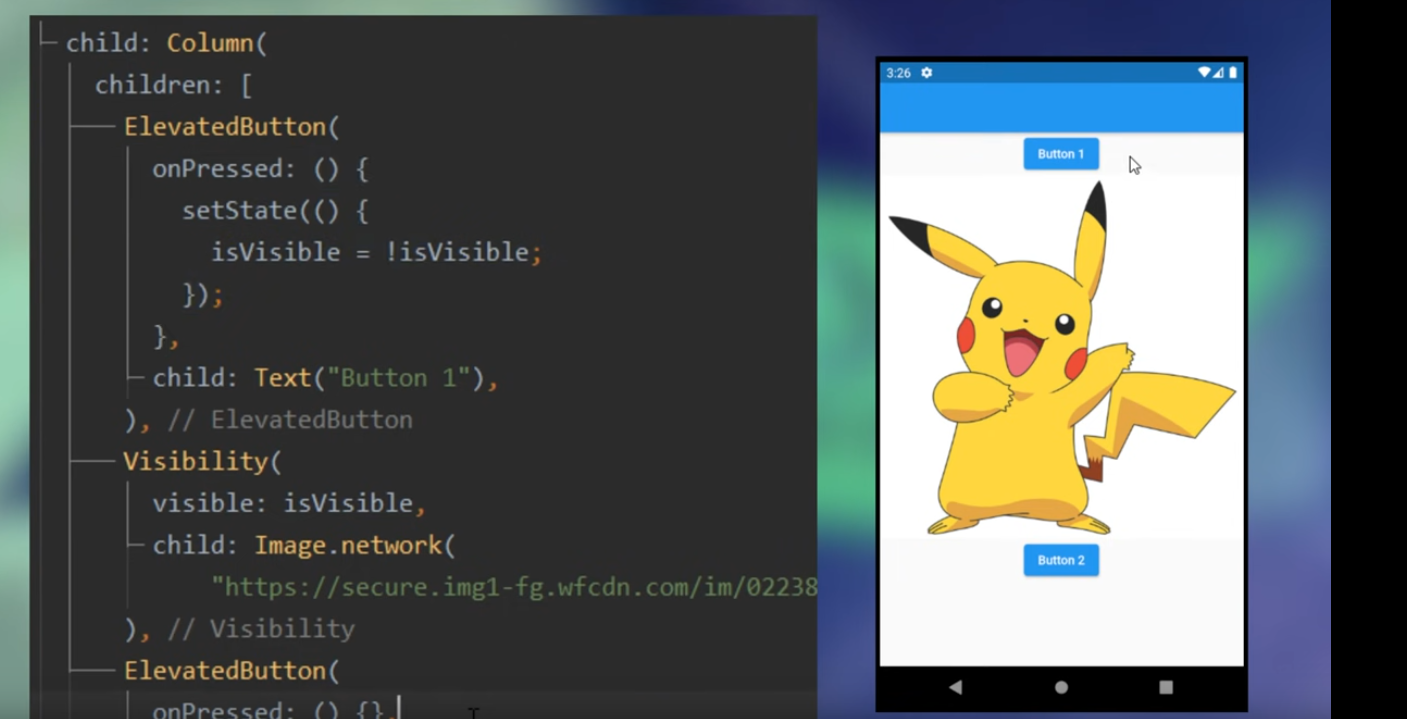 child: Column(
children: [
ElevatedButton(
onPressed: () {
setState(() {
isVisible = !isVisible;
});
},
child: Text("Button 1"),
), // ElevatedButton
Visibility(
visible: isVisible,
child: Image.network(
"https://secure.img1-fg.wfcdn.com/im/02238
), // Visibility
ElevatedButton(
onPressed: () {},
3:26
Button 1
Button 2